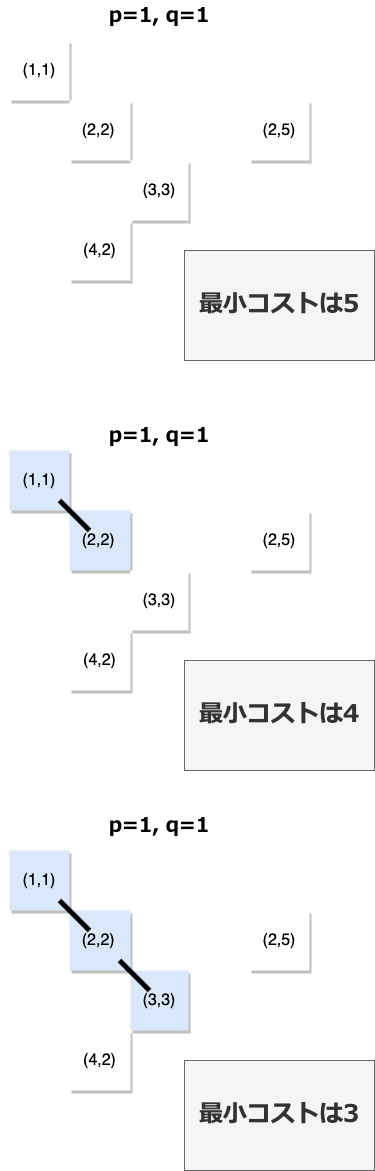 p=1, q=1
(1,1)
(2,2) (2,5)
(3,3)
(4,2)
最小コストは5
p=1, q=1
(1,1)
(2,2) (2,5)
(3,3)
(4,2)
最小コストは4
p=1, q=1
(1,1)
(2,2) (2,5)
(3,3)
(4,2)
最小コストは3